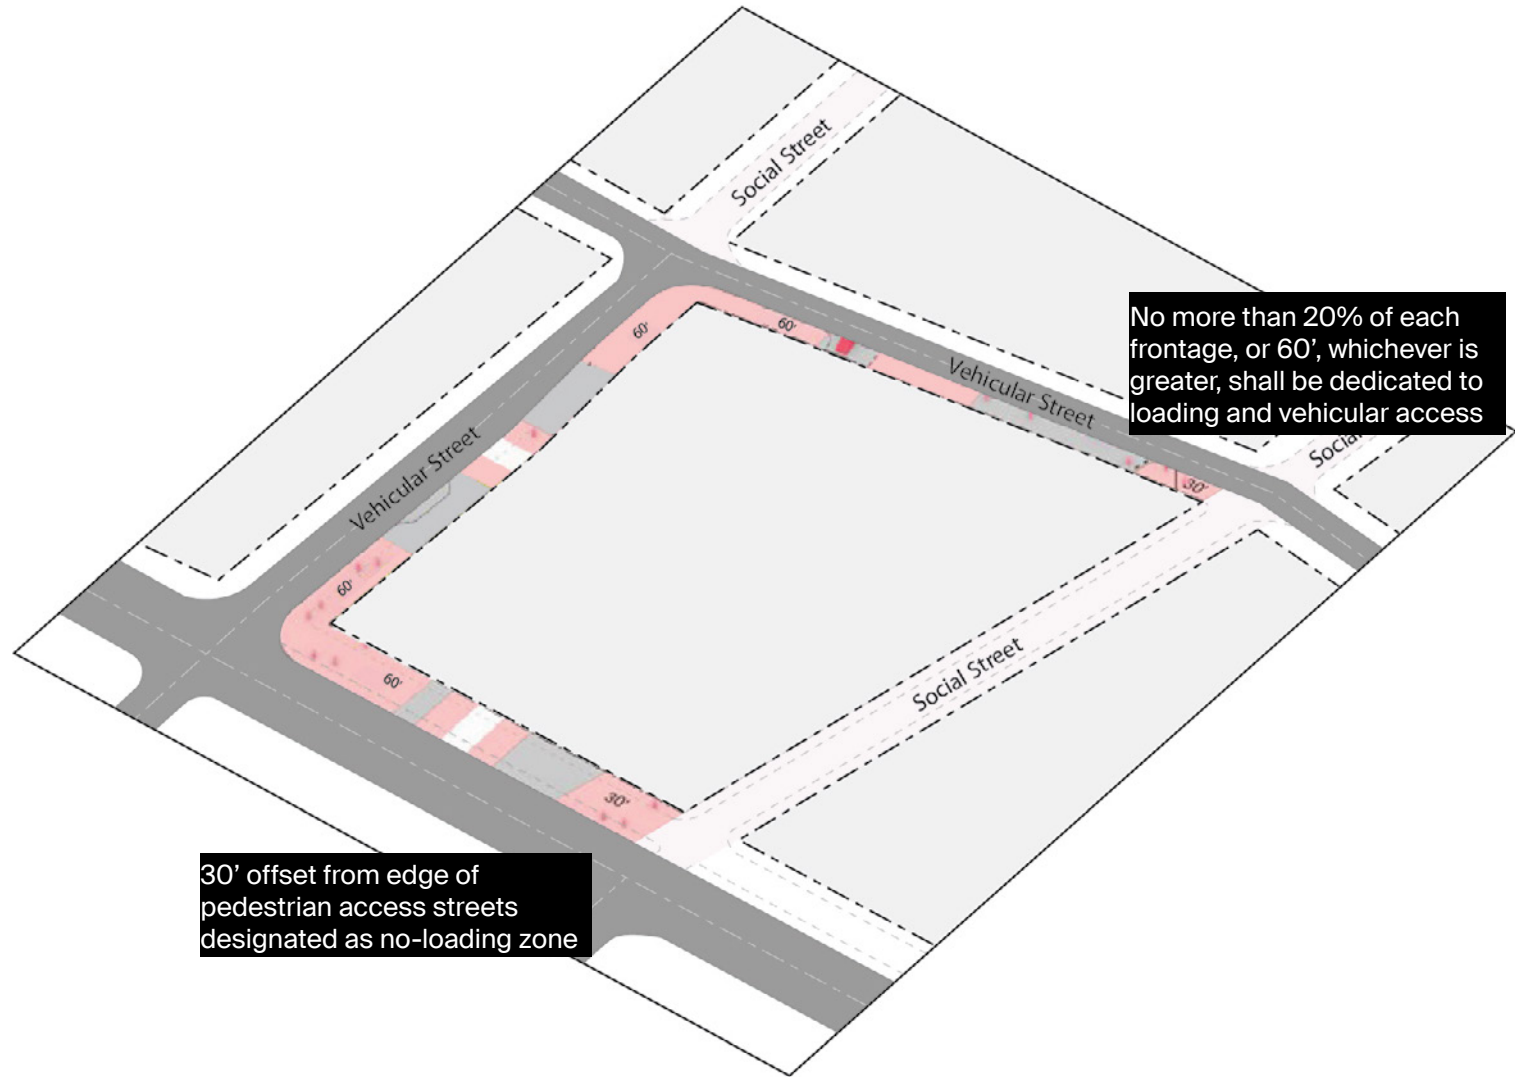 Social Street
60'
60'
Vehicular Street
No more than 20% of each
frontage, or 60’, whichever is
greater, shall be dedicated to
loading and vehicular access
Social
Vehicular Street
30'
60'
Social Street
60'
30'
30’ offset from edge of
pedestrian access streets
designated as no-loading zone